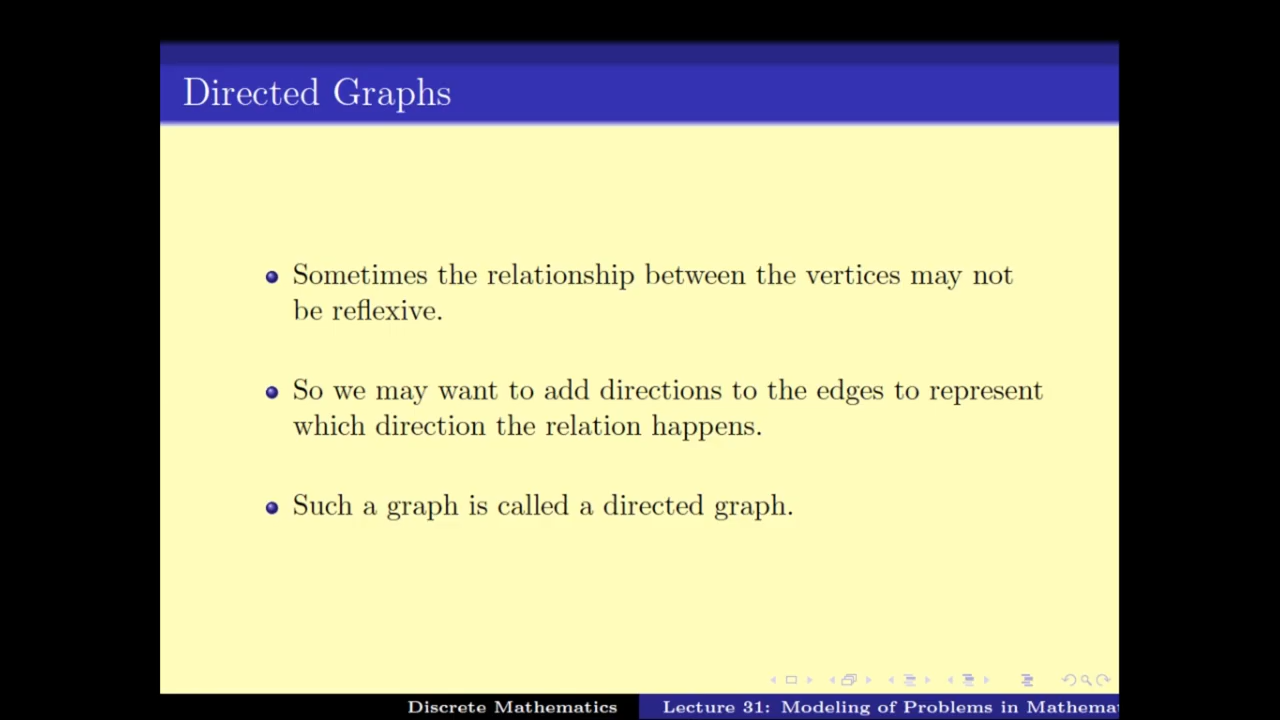 Directed Graphs
Sometimes the relationship between the vertices may not
be reflexive.
So we may want to add directions to the edges to represent
which direction the relation happens.
Such a graph is called a directed graph.
Discrete Mathematics
Lecture 31: Modeling of Problems in Mathema